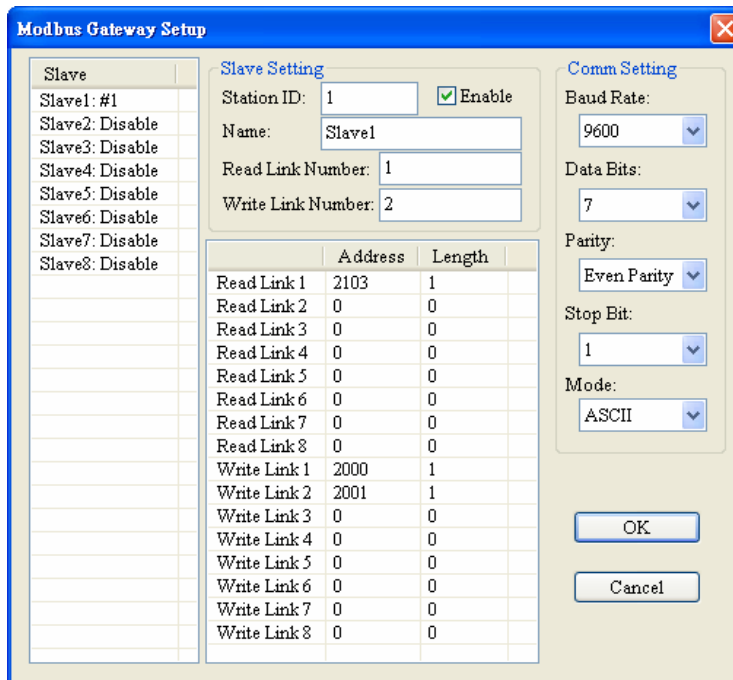 Modbus Gateway Setup
Slave
Slave1: #1
Slave2: Disable
Slave3: Disable
Slave4: Disable
Slave5: Disable
Slave6: Disable
Slave7: Disable
Slave8: Disable
Slave Setting
Station ID: 1 Enable
Name: Slave1
Read Link Number: 1
Write Link Number: 2
Address Length
Read Link 1 2103 1
Read Link 2 0 0
Read Link 3 0 0
Read Link 4 0 0
Read Link 5 0 0
Read Link 6 0 0
Read Link 7 0 0
Read Link 8 0 0
Write Link 1 2000 1
Write Link 2 2001 1
Write Link 3 0 0
Write Link 4 0 0
Write Link 5 0 0
Write Link 6 0 0
Write Link 7 0 0
Write Link 8 0 0
Comm Setting
Baud Rate:
9600
Data Bits:
7
Parity:
Even Parity
Stop Bit:
1
Mode:
ASCII
OK
Cancel